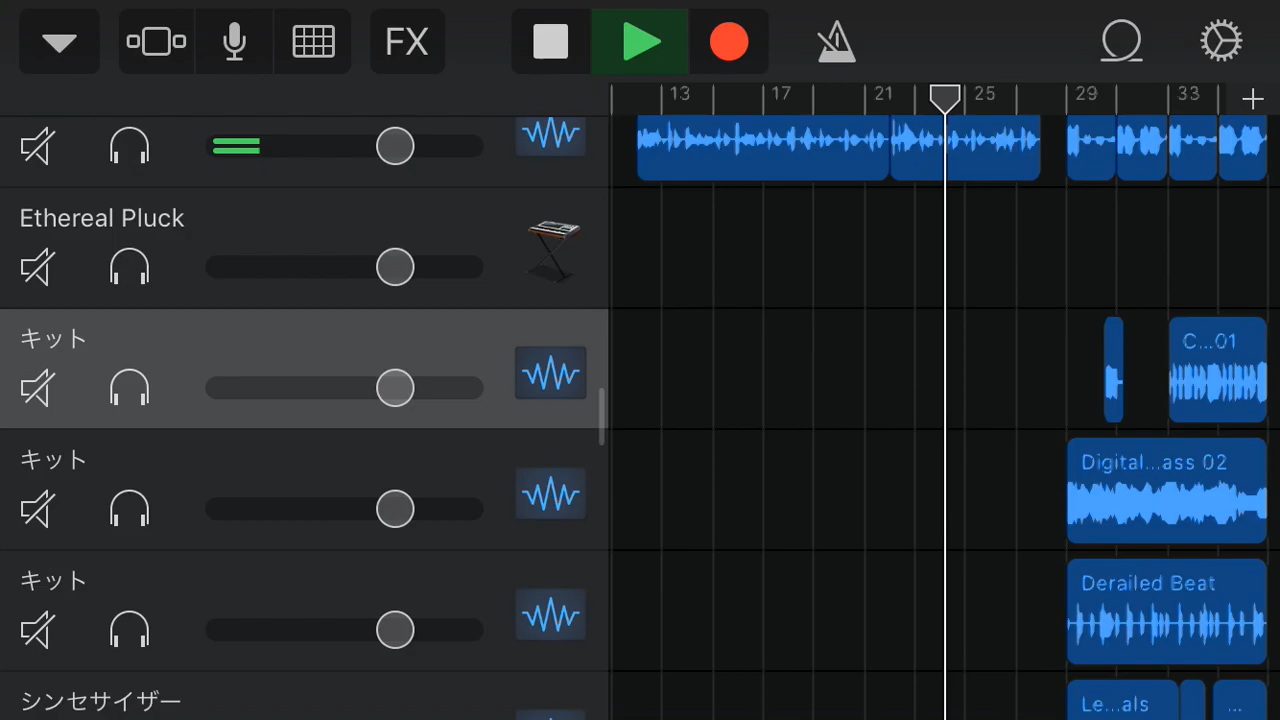 FX
13 17 21 25 29 33
Ethereal Pluck
キット
C...01
キット
Digital...ass 02
キット
Derailed Beat
シンセサイザー
Le...als
...